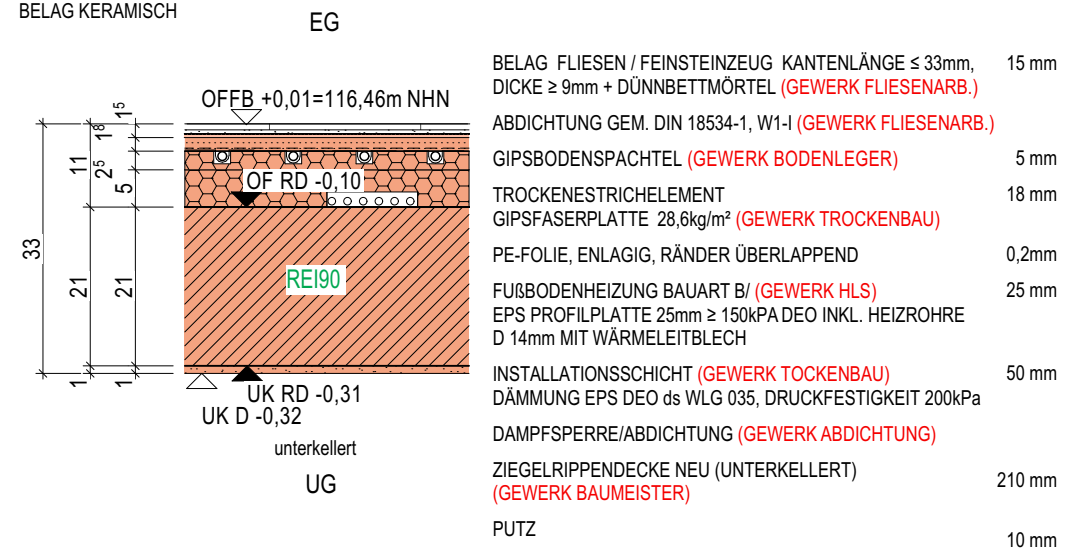 BELAG KERAMISCH
EG
OFFB +0,01=116,46m NHN
OF RD -0,10
REI90
UK RD -0,31
UK D -0,32
unterkellert
UG
33
11
21
1
1⁵
1⁸
2⁵
5
21
1
BELAG FLIESEN / FEINSTEINZEUG KANTENLÄNGE ≤ 33mm, 15 mm
DICKE ≥ 9mm + DÜNNBETTMÖRTEL (GEWERK FLIESENARB.)
ABDICHTUNG GEM. DIN 18534-1, W1-I (GEWERK FLIESENARB.)
GIPSBODENSPACHTEL (GEWERK BODENLEGER) 5 mm
TROCKENESTRICHELEMENT 18 mm
GIPSFASERPLATTE 28,6kg/m² (GEWERK TROCKENBAU)
PE-FOLIE, ENLAGIG, RÄNDER ÜBERLAPPEND 0,2mm
FUßBODENHEIZUNG BAUART B/ (GEWERK HLS) 25 mm
EPS PROFILPLATTE 25mm ≥ 150kPA DEO INKL. HEIZROHRE
D 14mm MIT WÄRMELEITBLECH
INSTALLATIONSSCHICHT (GEWERK TOCKENBAU) 50 mm
DÄMMUNG EPS DEO ds WLG 035, DRUCKFESTIGKEIT 200kPa
DAMPFSPERRE/ABDICHTUNG (GEWERK ABDICHTUNG)
ZIEGELRIPPENDECKE NEU (UNTERKELLERT) 210 mm
(GEWERK BAUMEISTER)
PUTZ 10 mm